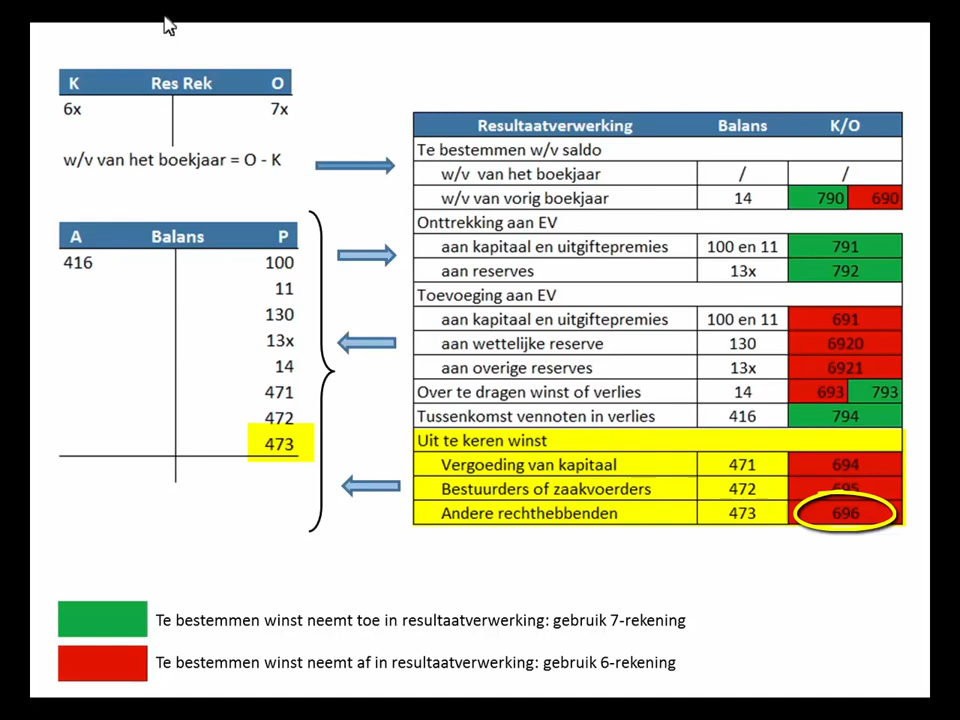 K Res Rek O
6x 7x
w/v van het boekjaar = O - K
A Balans P
416 100
11
130
13x
14
471
472
473
Resultaatverwerking Balans K/O
Te bestemmen w/v saldo
w/v van het boekjaar / /
w/v van vorig boekjaar 14 790 690
Onttrekking aan EV
aan kapitaal en uitgiftepremies 100 en 11 791
aan reserves 13x 792
Toevoeging aan EV
aan kapitaal en uitgiftepremies 100 en 11 691
aan wettelijke reserve 130 6920
aan overige reserves 13x 6921
Over te dragen winst of verlies 14 693 793
Tussenkomst vennoten in verlies 416 794
Uit te keren winst
Vergoeding van kapitaal 471 694
Bestuurders of zaakvoerders 472 695
Andere rechthebbenden 473 696
Te bestemmen winst neemt toe in resultaatverwerking: gebruik 7-rekening
Te bestemmen winst neemt af in resultaatverwerking: gebruik 6-rekening